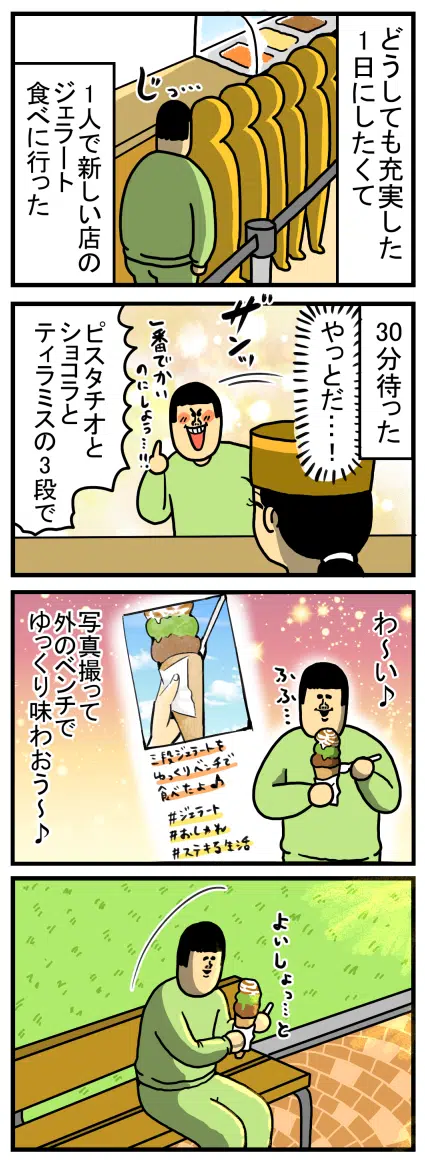 どうしても充実した
1日にしたくて
じっ…
1人で新しい店の
ジェラート
食べに行った
30分待った
やっとだ…!
ザンッ
一番でかい
のにしよっ…!!
ピスタチオと
ショコラと
ティラミスの3段で
わ〜い♪
ふふ…
三段ジェラートを
ゆっくりベンチで
食べたよ♪
#ジェラート
#おしゃれ
#ステキな生活
写真撮って
外のベンチで
ゆっくり味わおう〜♪
よいしょっ…と